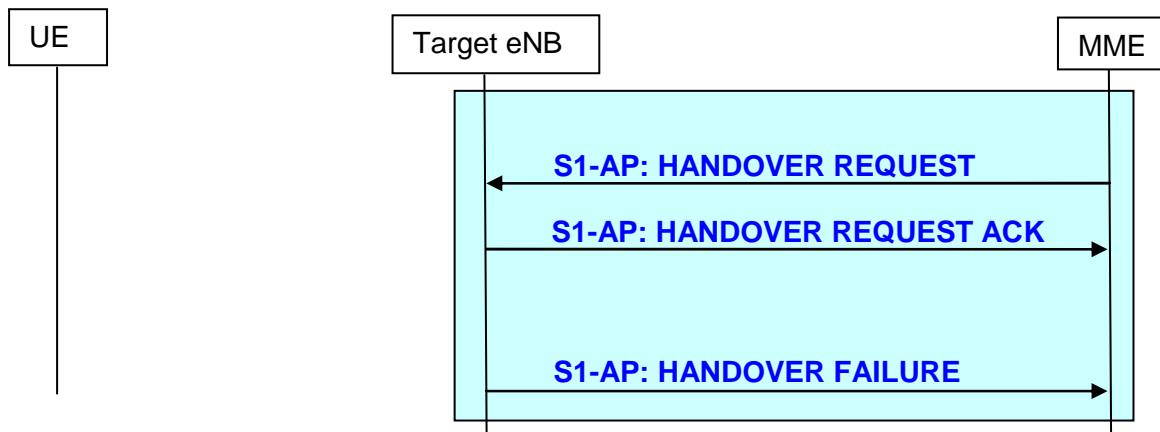 UE
Target eNB
MME
S1-AP: HANDOVER REQUEST
S1-AP: HANDOVER REQUEST ACK
S1-AP: HANDOVER FAILURE